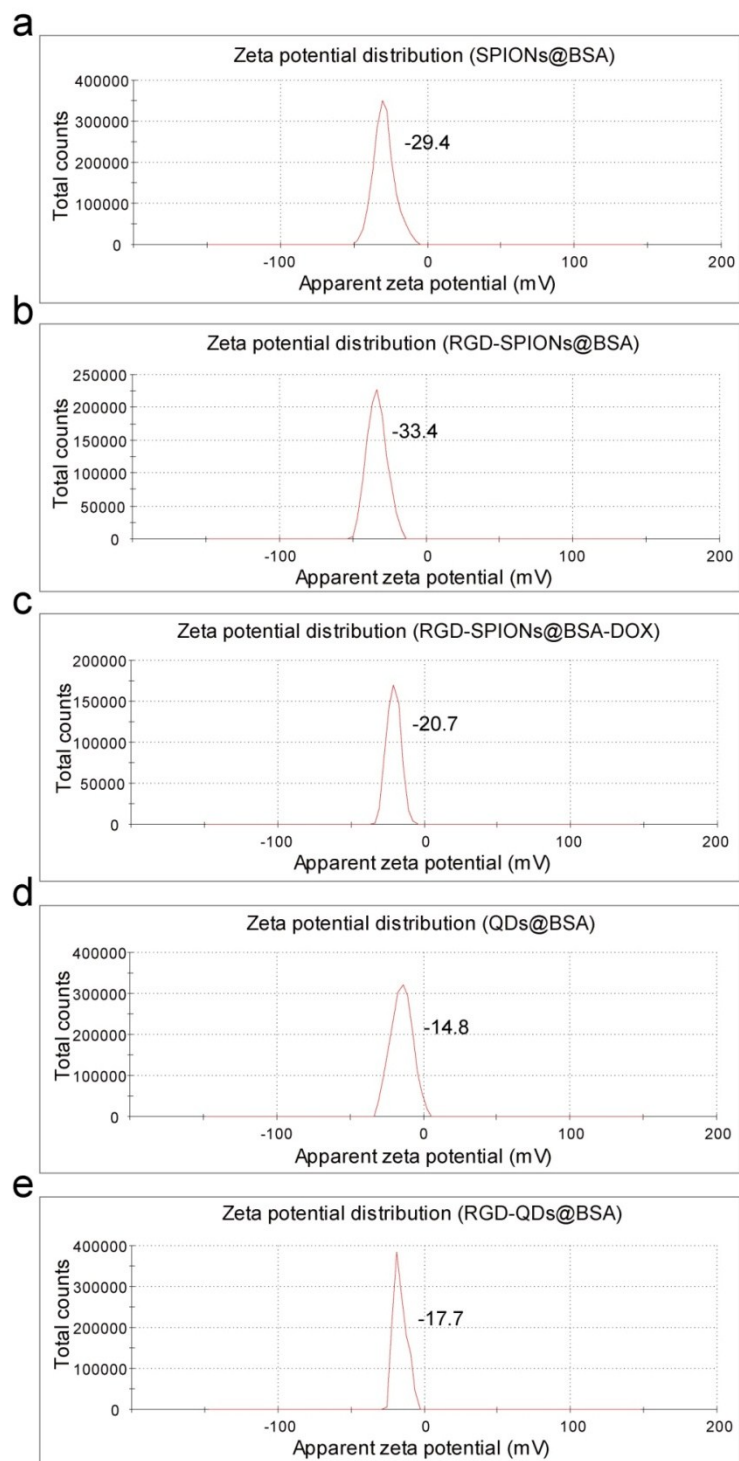 a
Zeta potential distribution (SPIONs@BSA)
400000
300000
200000
100000
0
Total counts
-29.4
-100 0 100 200
Apparent zeta potential (mV)
b
Zeta potential distribution (RGD-SPIONs@BSA)
250000
200000
150000
100000
50000
0
Total counts
-33.4
-100 0 100 200
Apparent zeta potential (mV)
c
Zeta potential distribution (RGD-SPIONs@BSA-DOX)
200000
150000
100000
50000
0
Total counts
-20.7
-100 0 100 200
Apparent zeta potential (mV)
d
Zeta potential distribution (QDs@BSA)
400000
300000
200000
100000
0
Total counts
-14.8
-100 0 100 200
Apparent zeta potential (mV)
e
Zeta potential distribution (RGD-QDs@BSA)
400000
300000
200000
100000
0
Total counts
-17.7
-100 0 100 200
Apparent zeta potential (mV)